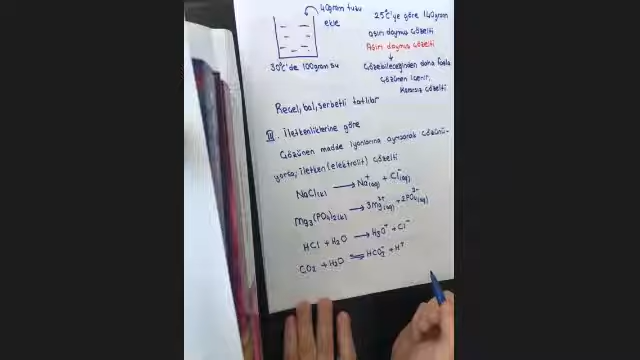 40gram tuzu
ekle
30°C'de 100gram su
25°C'ye göre 140gram
aşırı doymuş çözelti
Aşırı doymuş çözelti
↓
Çözebileceğinden daha fazla
çözünen içerir,
kararsız çözelti
Reçel, bal, şerbetli tatlılar
II. İletkenliklerine göre
Çözünen madde iyonlarına ayrışarak çözünü-
yorsa, iletken (elektrolit) çözelti
NaCl(k) → Na⁺(aq) + Cl⁻(aq)
Mg₃(PO₄)₂(k) → 3Mg²⁺(aq) + 2PO₄³⁻(aq)
HCl + H₂O → H₃O⁺ + Cl⁻
CO₂ + H₂O ⇌ HCO₃⁻ + H⁺